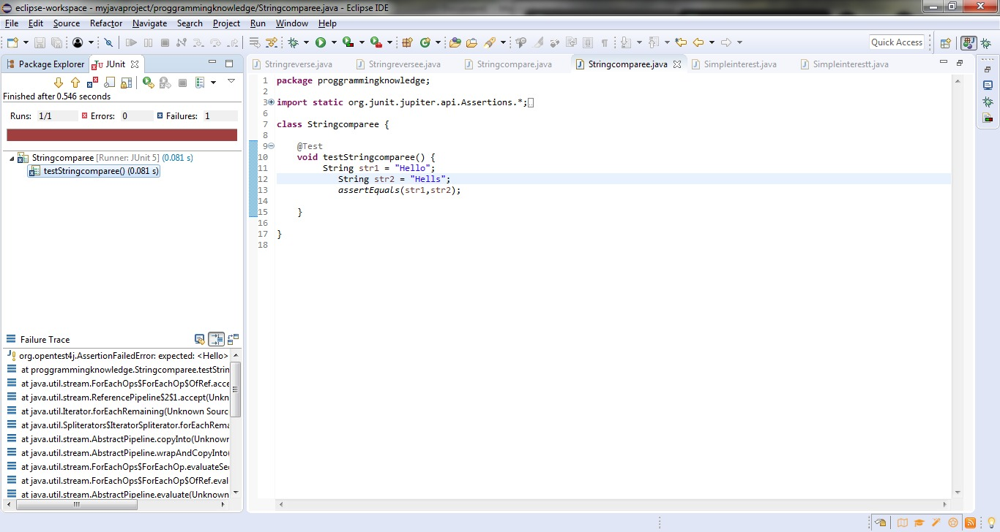 eclipse-workspace - myjavaproject/proggrammingknowledge/Stringcomparee.java - Eclipse IDE
File Edit Source Refactor Navigate Search Project Run Window Help
Quick Access
Package Explorer JUnit
Finished after 0.546 seconds
Runs: 1/1 Errors: 0 Failures: 1
Stringcomparee [Runner: JUnit 5] (0.081 s)
testStringcomparee() (0.081 s)
Failure Trace
org.opentest4j.AssertionFailedError: expected: <Hello>
at proggrammingknowledge.Stringcomparee.testStrin
at java.util.stream.ForEachOps$ForEachOp$OfRef.acce
at java.util.stream.ReferencePipeline$2$1.accept(Unkn
at java.util.Iterator.forEachRemaining(Unknown Sourc
at java.util.Spliterators$IteratorSpliterator.forEachRema
at java.util.stream.AbstractPipeline.copyInto(Unknown
at java.util.stream.AbstractPipeline.wrapAndCopyInto(
at java.util.stream.ForEachOps$ForEachOp.evaluateSe
at java.util.stream.ForEachOps$ForEachOp$OfRef.eval
at java.util.stream.AbstractPipeline.evaluate(Unknown
Stringreverse.java Stringreversee.java Stringcompare.java Stringcomparee.java Simpleinterest.java Simpleinterestt.java
1 package proggrammingknowledge;
2
3 import static org.junit.jupiter.api.Assertions.*;
6
7 class Stringcomparee {
8
9 @Test
10 void testStringcomparee() {
11 String str1 = "Hello";
12 String str2 = "Hells";
13 assertEquals(str1,str2);
14
15 }
16
17 }
18